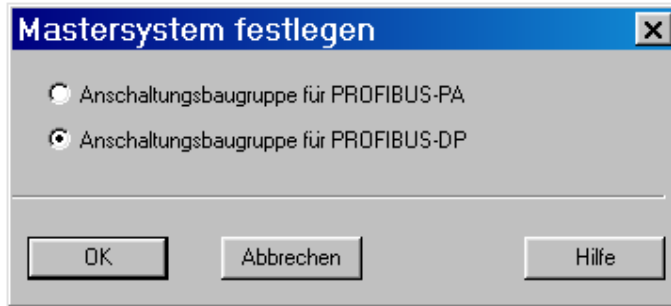 Mastersystem festlegen
Anschaltungsbaugruppe für PROFIBUS-PA
Anschaltungsbaugruppe für PROFIBUS-DP
OK Abbrechen Hilfe